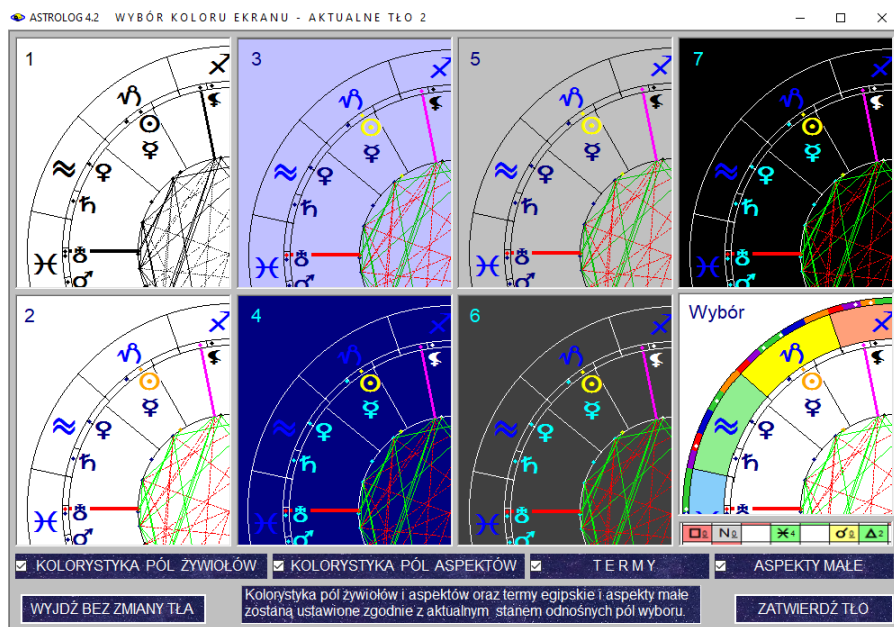 ASTROLOG 4.2 WYBÓR KOLORU EKRANU - AKTUALNE TŁO 2
1
3
5
7
2
4
6
Wybór
KOLORYSTYKA PÓL ŻYWIOŁÓW
KOLORYSTYKA PÓL ASPEKTÓW
T E R M Y
ASPEKTY MAŁE
WYJDŹ BEZ ZMIANY TŁA
Kolorystyka pól żywiołów i aspektów oraz termy egipskie i aspekty małe
zostaną ustawione zgodnie z aktualnym stanem odnośnych pól wyboru.
ZATWIERDŹ TŁO